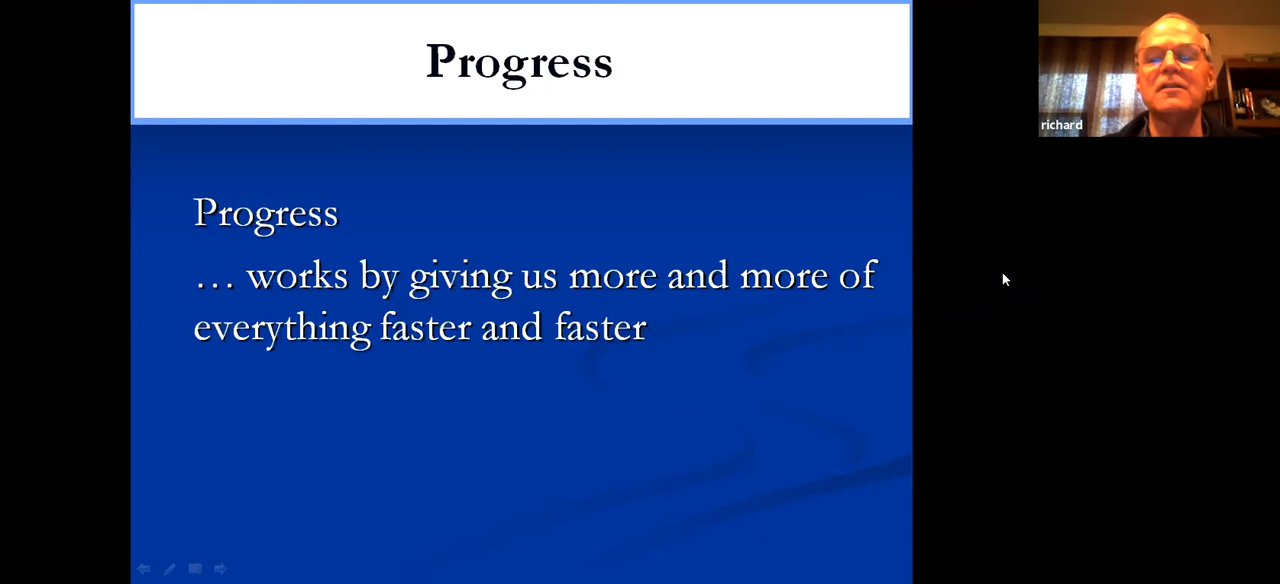 Progress
Progress
… works by giving us more and more of
everything faster and faster
richard